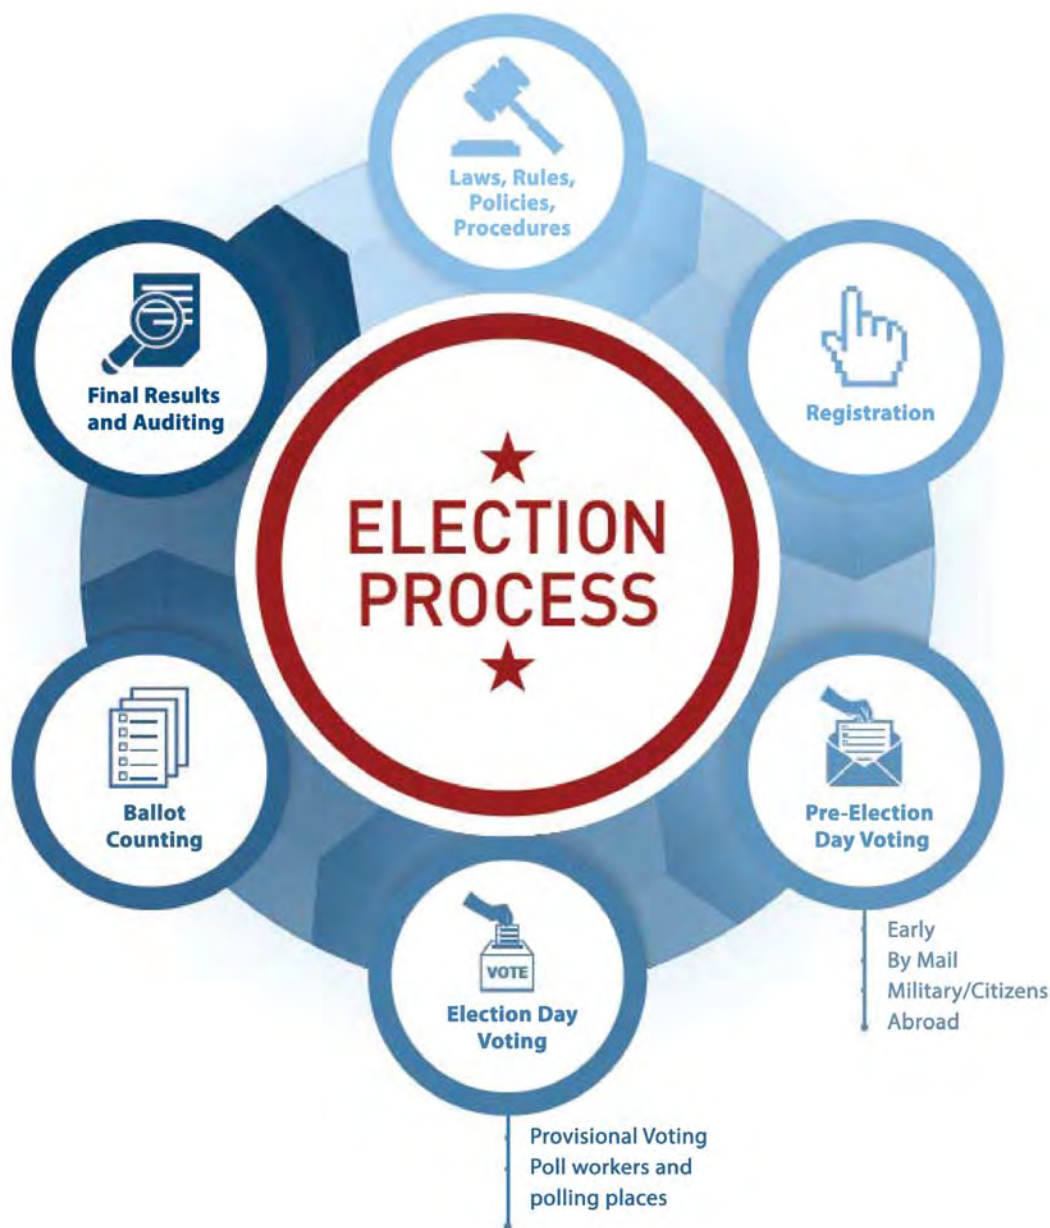 Laws, Rules,
Policies,
Procedures
Registration
Pre-Election
Day Voting
Early
By Mail
Military/Citizens
Abroad
VOTE
Election Day
Voting
Provisional Voting
Poll workers and
polling places
Ballot
Counting
Final Results
and Auditing
ELECTION
PROCESS